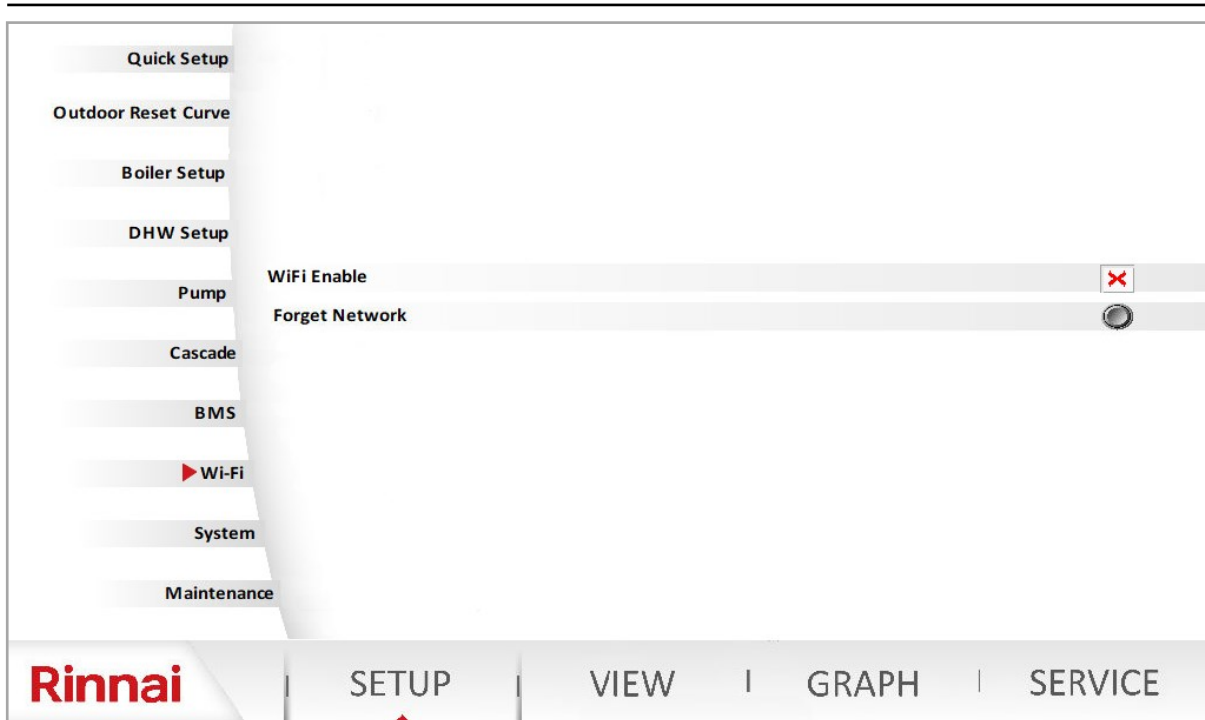 Quick Setup
Outdoor Reset Curve
Boiler Setup
DHW Setup
Pump
Cascade
BMS
Wi-Fi
System
Maintenance
WiFi Enable
Forget Network
Rinnai
SETUP
VIEW
GRAPH
SERVICE